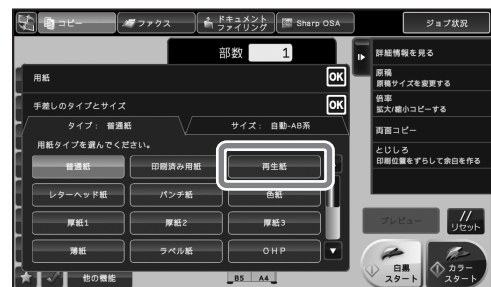 コピー
ファクス
ドキュメント
ファイリング
Sharp OSA
ジョブ状況
部数 1
詳細情報を見る
用紙
OK
原稿
原稿サイズを変更する
手差しのタイプとサイズ
OK
倍率
拡大/縮小コピーする
タイプ: 普通紙
サイズ: 自動-AB系
両面コピー
用紙タイプを選んでください。
とじしろ
印刷位置をずらして余白を作る
普通紙
印刷済み用紙
再生紙
レターヘッド紙
パンチ紙
色紙
厚紙1
厚紙2
厚紙3
プレビュー
リセット
薄紙
ラベル紙
OHP
白黒
スタート
カラー
スタート
他の機能
B5 A4